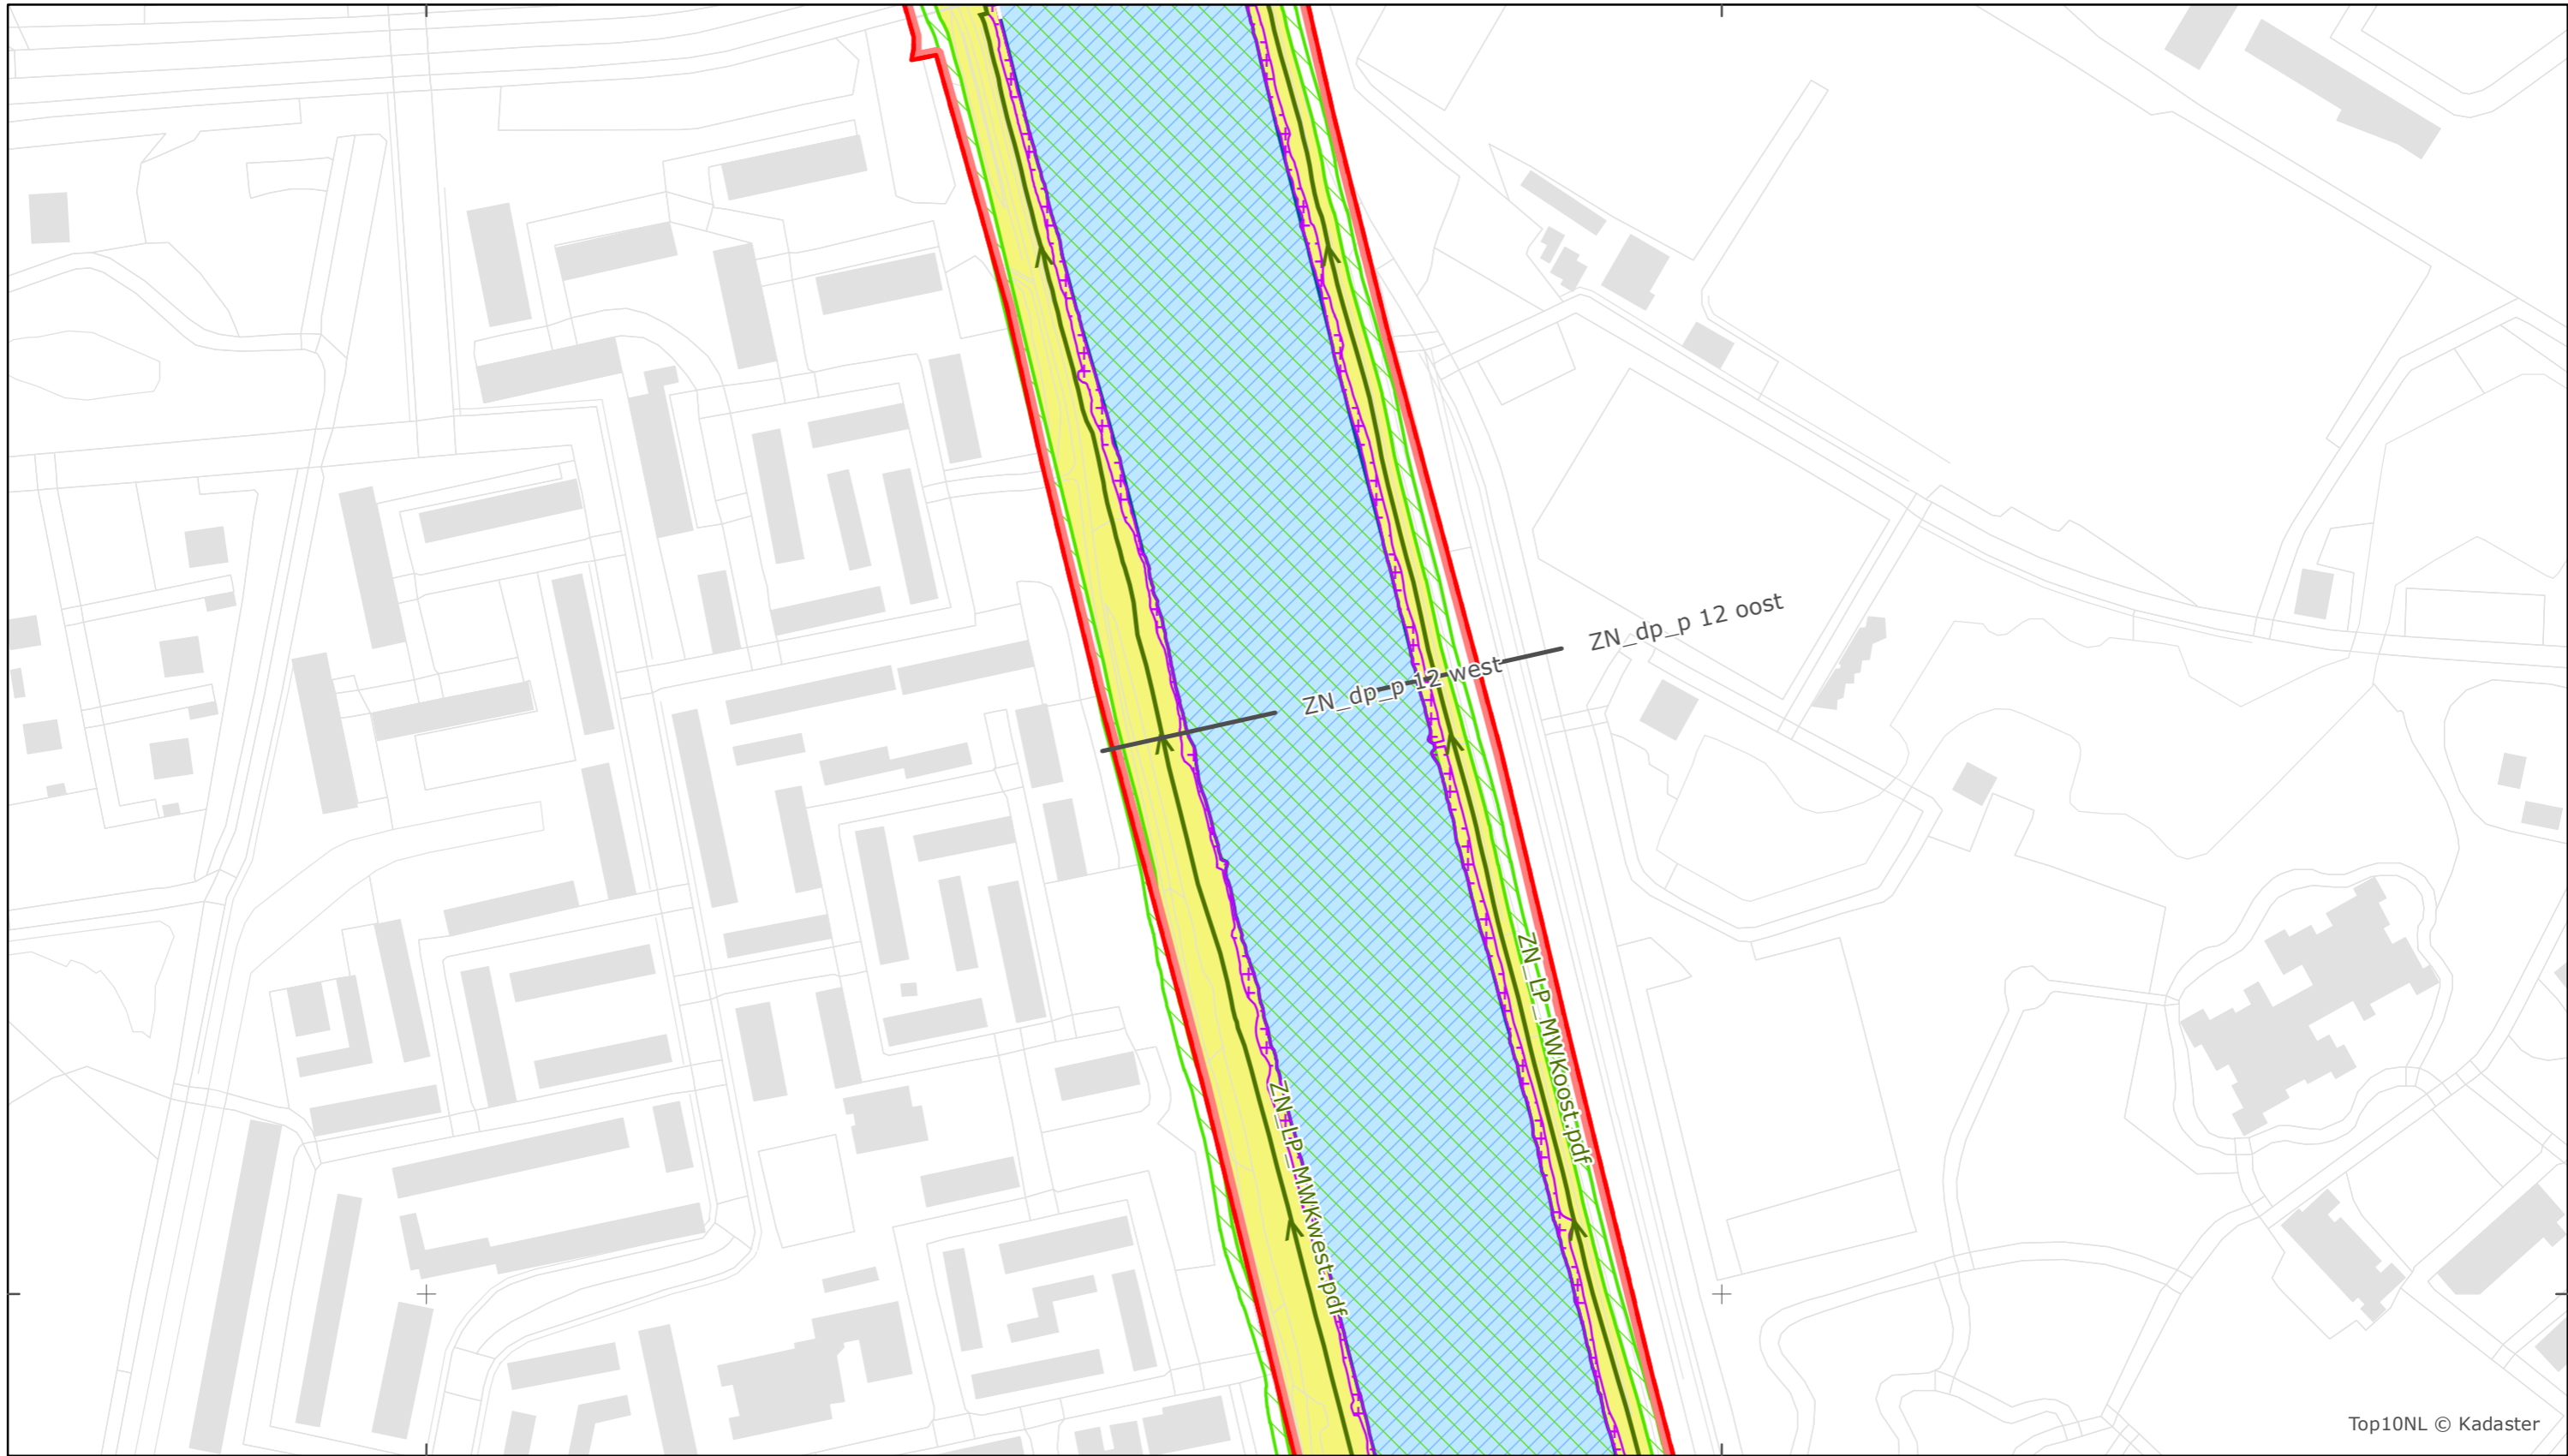 ZN_dp_p 12 oost
ZN_dp_p 12 west
ZN_LP_MWKoost.pdf
ZN_LP_MWKwest.pdf
Top10NL © Kadaster